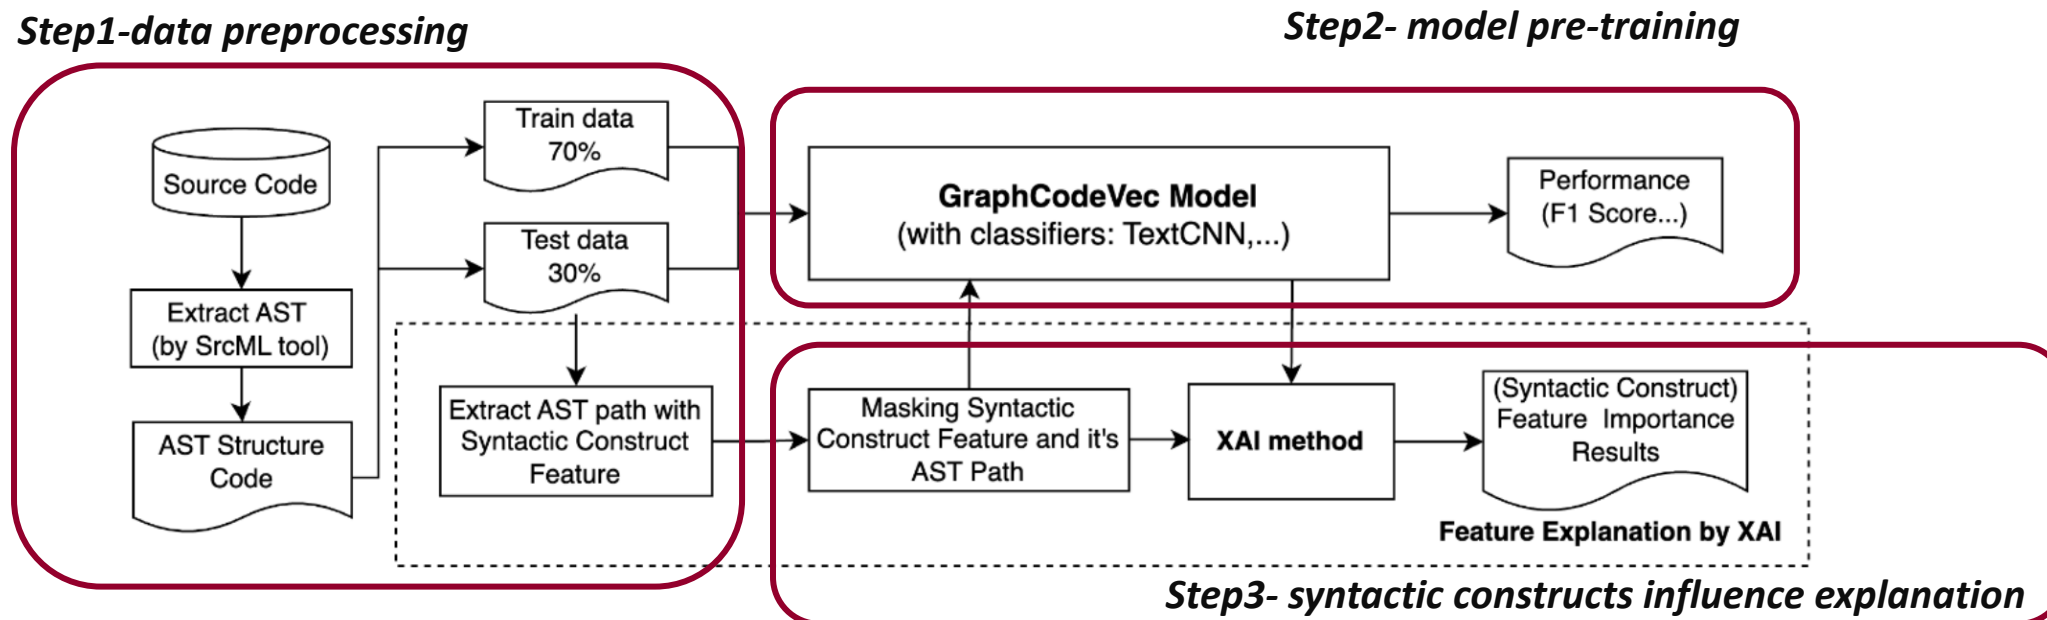 Step1-data preprocessing
Step2- model pre-training
Source Code
Extract AST
(by SrcML tool)
AST Structure
Code
Train data
70%
Test data
30%
Extract AST path with
Syntactic Construct
Feature
GraphCodeVec Model
(with classifiers: TextCNN,...)
Performance
(F1 Score...)
Masking Syntactic
Construct Feature and it's
AST Path
XAI method
(Syntactic Construct)
Feature Importance
Results
Feature Explanation by XAI
Step3- syntactic constructs influence explanation